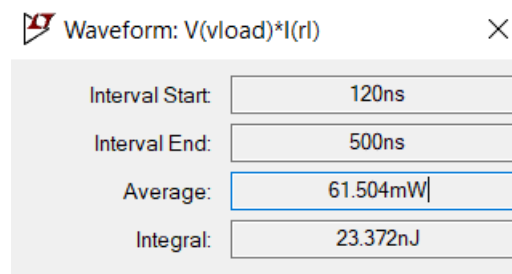 Waveform: V(vload)*I(rl)
Interval Start: 120ns
Interval End: 500ns
Average: 61.504mW
Integral: 23.372nJ